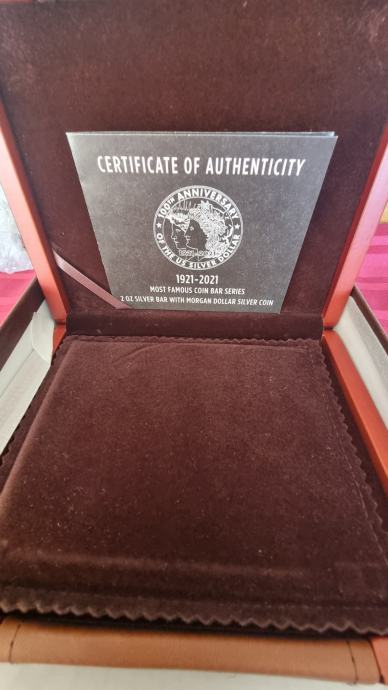 CERTIFICATE OF AUTHENTICITY
100TH ANNIVERSARY
OF THE US SILVER DOLLAR
1921-2021
MOST FAMOUS COIN BAR SERIES
2 OZ SILVER BAR WITH MORGAN DOLLAR SILVER COIN